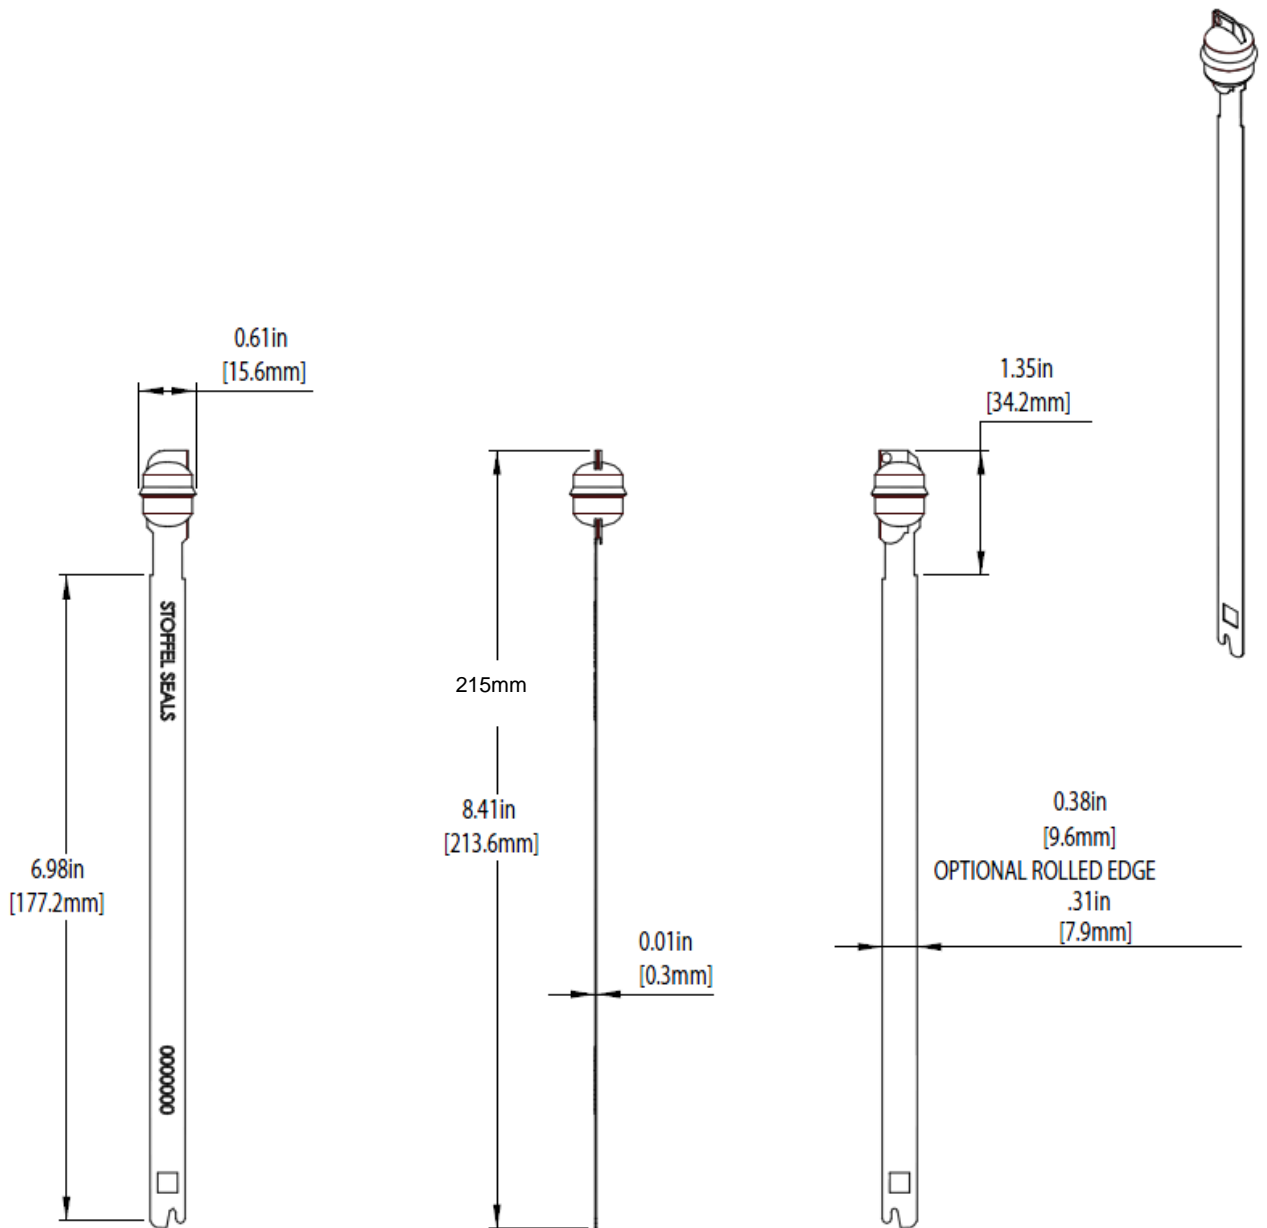 0.61in
[15.6mm]
1.35in
[34.2mm]
STOFFEL SEALS
215mm
8.41in
[213.6mm]
0.38in
[9.6mm]
OPTIONAL ROLLED EDGE
.31in
[7.9mm]
6.98in
[177.2mm]
0.01in
[0.3mm]
0000000